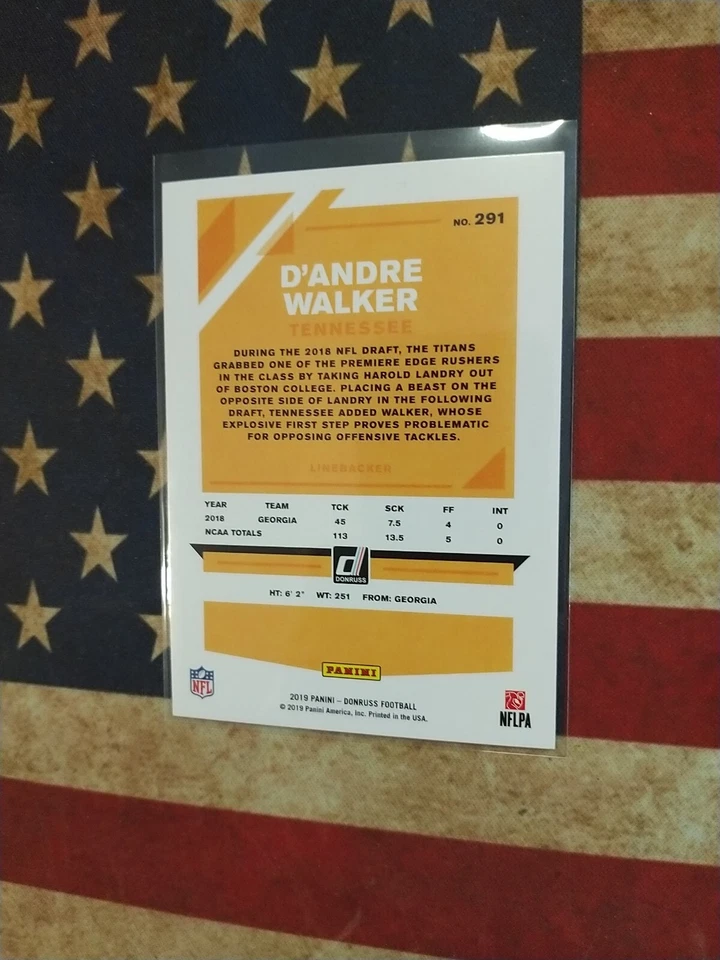 NO. 291
D'ANDRE
WALKER
TENNESSEE
DURING THE 2018 NFL DRAFT, THE TITANS
GRABBED ONE OF THE PREMIERE EDGE RUSHERS
IN THE CLASS BY TAKING HAROLD LANDRY OUT
OF BOSTON COLLEGE. PLACING A BEAST ON THE
OPPOSITE SIDE OF LANDRY IN THE FOLLOWING
DRAFT, TENNESSEE ADDED WALKER, WHOSE
EXPLOSIVE FIRST STEP PROVES PROBLEMATIC
FOR OPPOSING OFFENSIVE TACKLES.
LINEBACKER
YEAR TEAM TCK SCK FF INT
2018 GEORGIA 45 7.5 4 0
NCAA TOTALS 113 13.5 5 0
d
DONRUSS
HT: 6' 2" WT: 251 FROM: GEORGIA
PANINI
NFL
2019 PANINI – DONRUSS FOOTBALL
© 2019 Panini America, Inc. Printed in the USA.
NFLPA